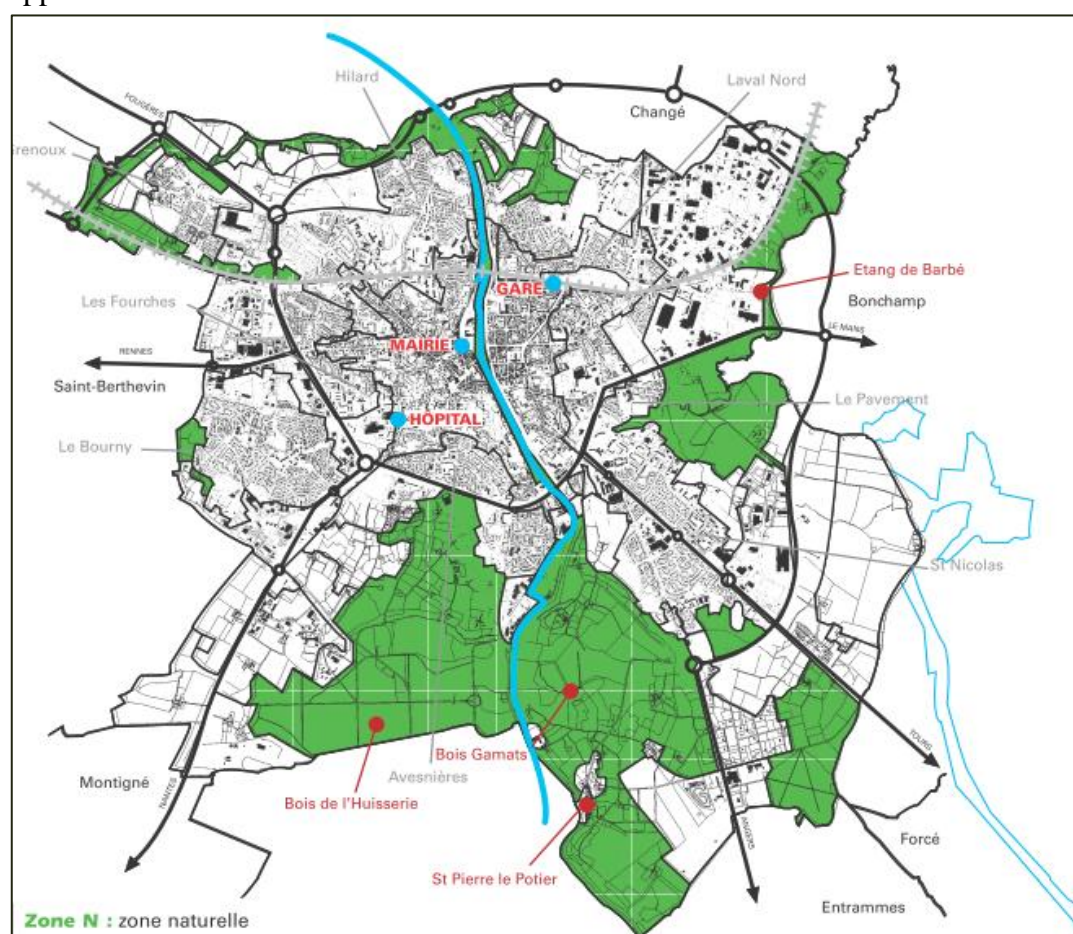 Hilard
Laval Nord
Changé
FOUGÈRES
Grenoux
Etang de Barbé
GARE
Bonchamp
Les Fourches
LE MANS
MAIRIE
RENNES
Saint-Berthevin
Le Pavement
HÔPITAL
Le Bourny
St Nicolas
TOURS
Bois Gamats
Avesnières
Montigné
Bois de l'Huisserie
NANTES
ANGERS
Forcé
St Pierre le Potier
Entrammes
Zone N : zone naturelle